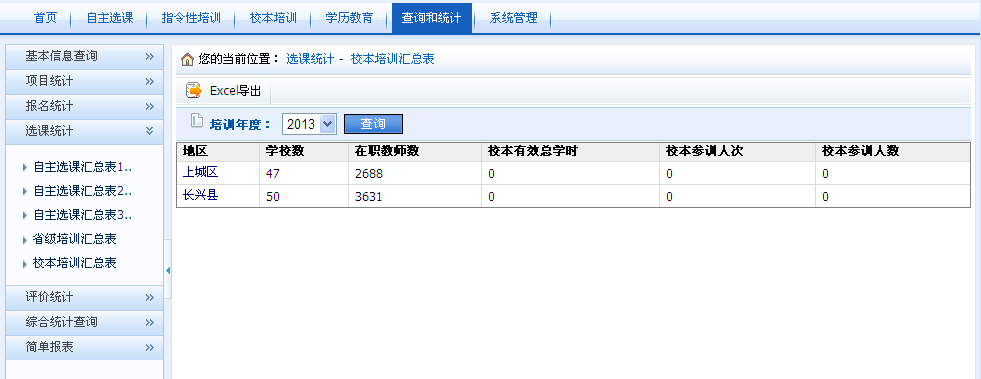 首页 自主选课 指令性培训 校本培训 学历教育 查询和统计 系统管理
基本信息查询
项目统计
报名统计
选课统计
自主选课汇总表1..
自主选课汇总表2..
自主选课汇总表3..
省级培训汇总表
校本培训汇总表
评价统计
综合统计查询
简单报表
您的当前位置： 选课统计 - 校本培训汇总表
Excel导出
培训年度： 2013 查询
地区 学校数 在职教师数 校本有效总学时 校本参训人次 校本参训人数
上城区 47 2688 0 0 0
长兴县 50 3631 0 0 0